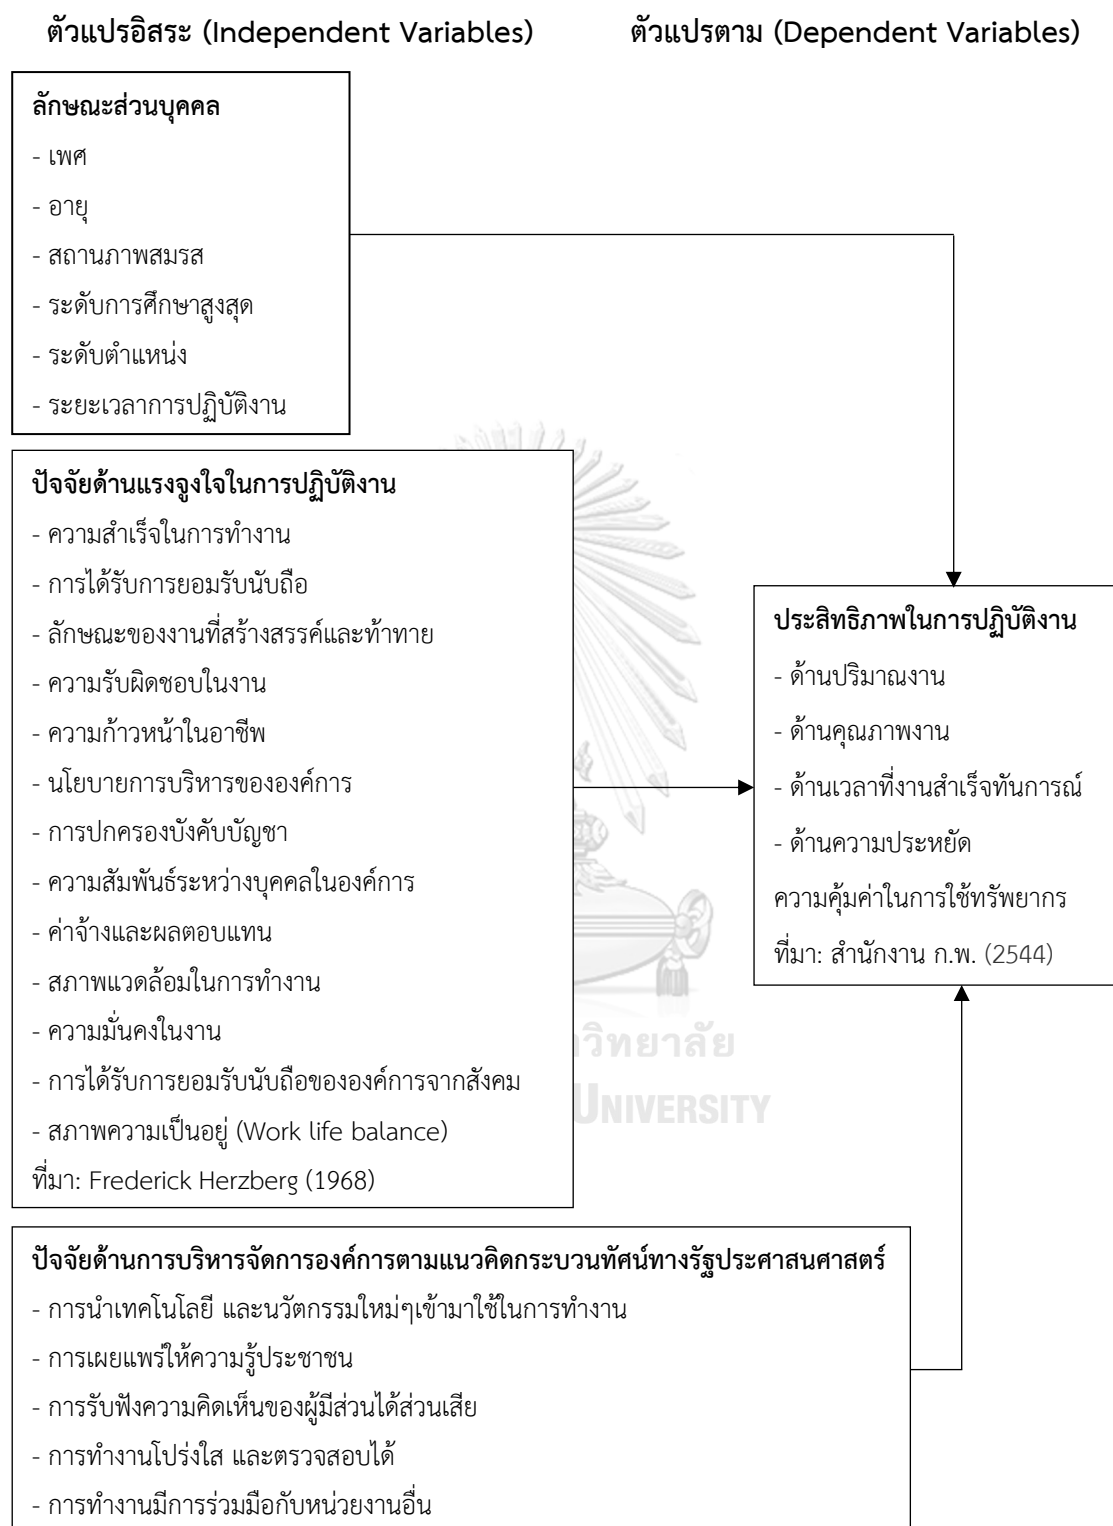 ตัวแปรอิสระ (Independent Variables) ตัวแปรตาม (Dependent Variables)
ลักษณะส่วนบุคคล
- เพศ
- อายุ
- สถานภาพสมรส
- ระดับการศึกษาสูงสุด
- ระดับตำแหน่ง
- ระยะเวลาการปฏิบัติงาน
ปัจจัยด้านแรงจูงใจในการปฏิบัติงาน
- ความสำเร็จในการทำงาน
- การได้รับการยอมรับนับถือ
- ลักษณะของงานที่สร้างสรรค์และท้าทาย
- ความรับผิดชอบในงาน
- ความก้าวหน้าในอาชีพ
- นโยบายการบริหารขององค์การ
- การปกครองบังคับบัญชา
- ความสัมพันธ์ระหว่างบุคคลในองค์การ
- ค่าจ้างและผลตอบแทน
- สภาพแวดล้อมในการทำงาน
- ความมั่นคงในงาน
- การได้รับการยอมรับนับถือขององค์การจากสังคม
- สภาพความเป็นอยู่ (Work life balance)
ที่มา: Frederick Herzberg (1968)
ประสิทธิภาพในการปฏิบัติงาน
- ด้านปริมาณงาน
- ด้านคุณภาพงาน
- ด้านเวลาที่งานสำเร็จทันการณ์
- ด้านความประหยัด
ความคุ้มค่าในการใช้ทรัพยากร
ที่มา: สำนักงาน ก.พ. (2544)
วิทยาลัย
UNIVERSITY
ปัจจัยด้านการบริหารจัดการองค์การตามแนวคิดกระบวนทัศน์ทางรัฐประศาสนศาสตร์
- การนำเทคโนโลยี และนวัตกรรมใหม่ๆเข้ามาใช้ในการทำงาน
- การเผยแพร่ให้ความรู้ประชาชน
- การรับฟังความคิดเห็นของผู้มีส่วนได้ส่วนเสีย
- การทำงานโปร่งใส และตรวจสอบได้
- การทำงานมีการร่วมมือกับหน่วยงานอื่น